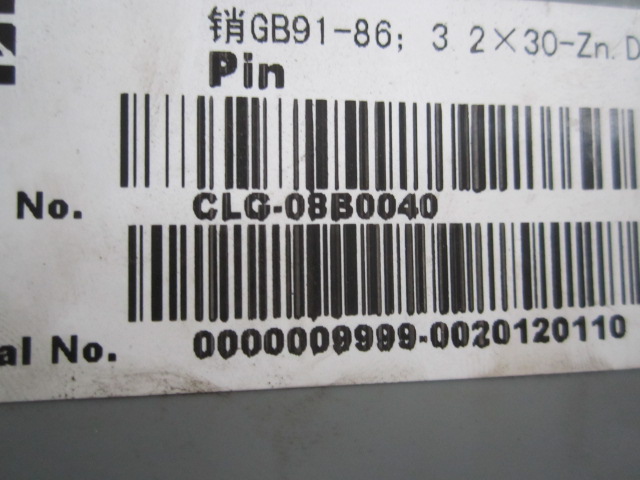 销GB91-86; 3 2×30-Zn.D
Pin
No.
CLG-08B0040
al No.
0000009999-0020120110